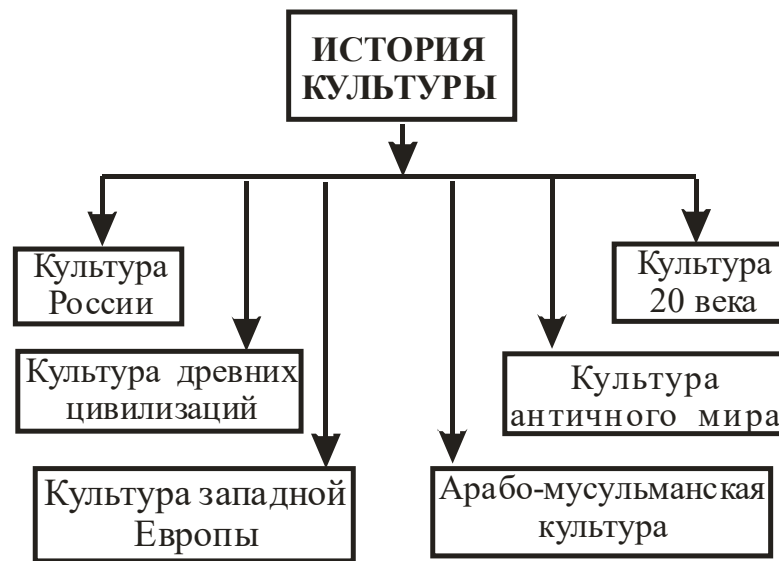 ИСТОРИЯ
КУЛЬТУРЫ
Культура
России
Культура
20 века
Культура древних
цивилизаций
Культура
античного мира
Культура западной
Европы
Арабо-мусульманская
культура